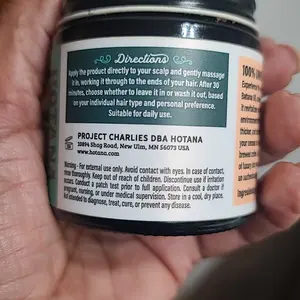 Directions
Apply the product directly to your scalp and gently massage
it in, working it through to the ends of your hair. After 30
minutes, choose whether to leave it in or wash it out, based
on your individual hair type and personal preference.
Suitable for daily use.
PROJECT CHARLIES DBA HOTANA
Road, New Ulm, MN 56073 USA
www.hotana.com
Warning - For external use only. Avoid contact with eyes. In case of contact,
rinse thoroughly. Keep out of reach of children. Discontinue use if irritation
occurs. Conduct a patch test prior to full application. Consult a doctor if
pregnant, nursing, or under medical supervision. Store in a cool, dry place.
Not intended to diagnose, treat, cure, or prevent any disease.
100%